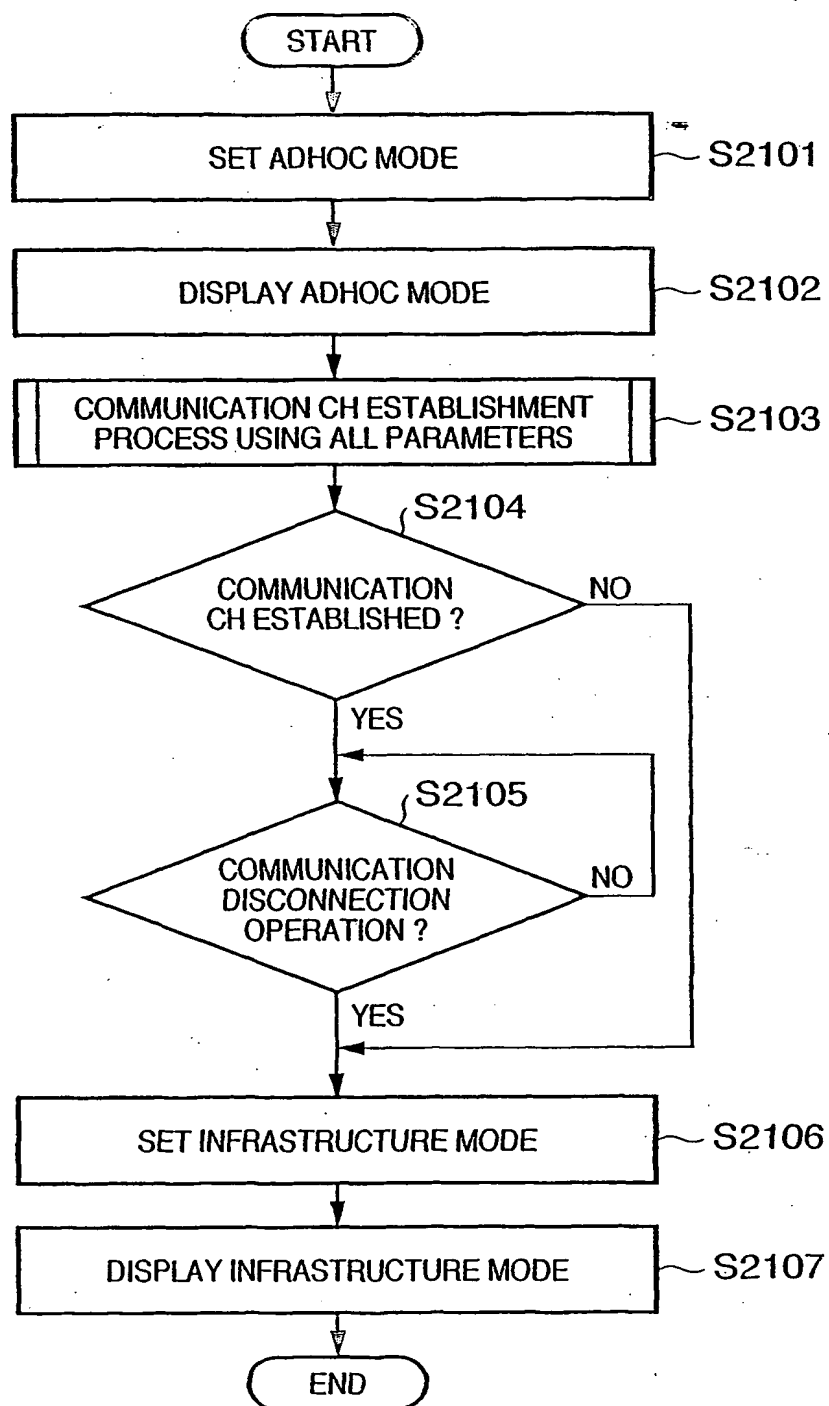 START
SET ADHOC MODE
S2101
DISPLAY ADHOC MODE
S2102
COMMUNICATION CH ESTABLISHMENT
PROCESS USING ALL PARAMETERS
S2103
S2104
COMMUNICATION
CH ESTABLISHED ?
NO
YES
S2105
COMMUNICATION
DISCONNECTION
OPERATION ?
NO
YES
SET INFRASTRUCTURE MODE
S2106
DISPLAY INFRASTRUCTURE MODE
S2107
END